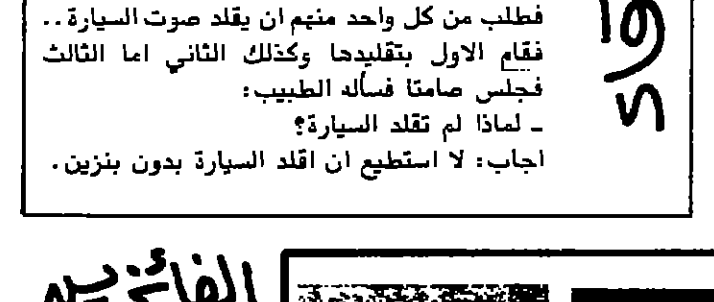 فطلب من كل واحد منهم ان يقلد صوت السيارة..
فقام الاول بتقليدها وكذلك الثاني اما الثالث
فجلس صامتا فسأله الطبيب:
ـ لماذا لم تقلد السيارة؟
اجاب: لا استطيع ان اقلد السيارة بدون بنزين.
الفائزين